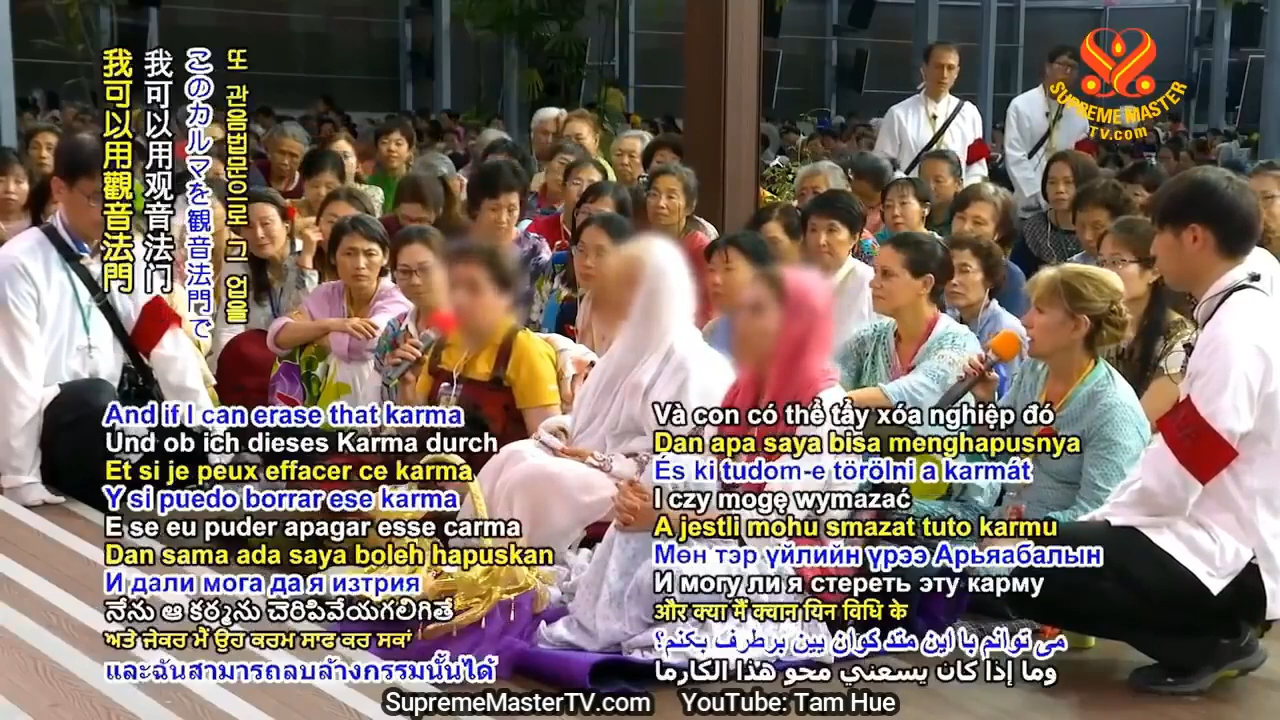 또 관음법문으로 그 업을
このカルマを観音法門で
我可以用观音法门
我可以用觀音法門
SUPREME MASTER
TV.com
And if I can erase that karma
Und ob ich dieses Karma durch
Et si je peux effacer ce karma
Y si puedo borrar ese karma
E se eu puder apagar esse carma
Dan sama ada saya boleh hapuskan
И дали мога да я изтрия
నేను ఆ కర్మను చెరిపివేయగలిగితే
ਅਤੇ ਜੇਕਰ ਮੈਂ ਉਹ ਕਰਮ ਸਾਫ ਕਰ ਸਕਾਂ
และฉันสามารถลบล้างกรรมนั้นได้
Và con có thể tẩy xóa nghiệp đó
Dan apa saya bisa menghapusnya
És ki tudom-e törölni a karmát
I czy mogę wymazać
A jestli mohu smazat tuto karmu
Мөн тэр үйлийн үрээ Арьяабалын
И могу ли я стереть эту карму
और क्या मैं क्वान यिन विधि के
می توانم با این متد کوان یین برطرف بکنم؟
وما إذا كان يسعني محو هذا الكارما
SupremeMasterTV.com YouTube: Tam Hue